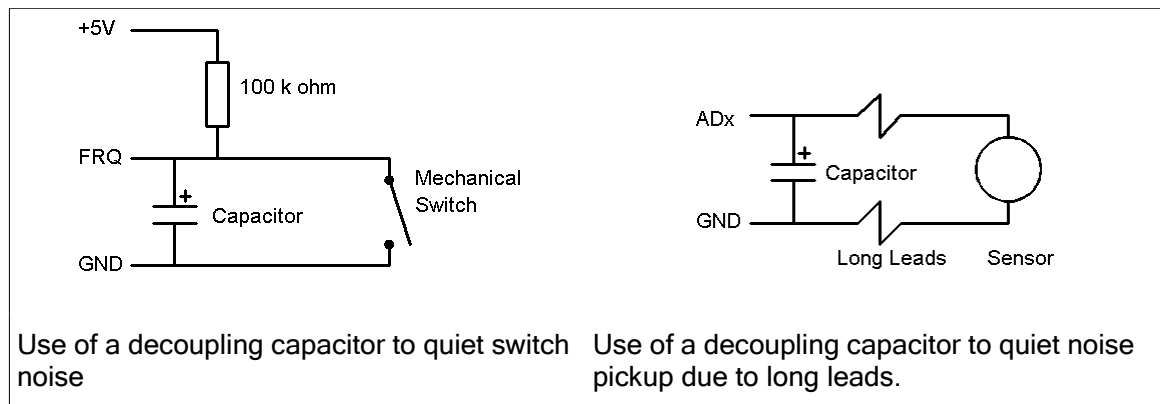 +5V
100 k ohm
FRQ
+
Capacitor
Mechanical
Switch
GND
ADx
+
Capacitor
GND
Long Leads
Sensor
Use of a decoupling capacitor to quiet switch
noise
Use of a decoupling capacitor to quiet noise
pickup due to long leads.